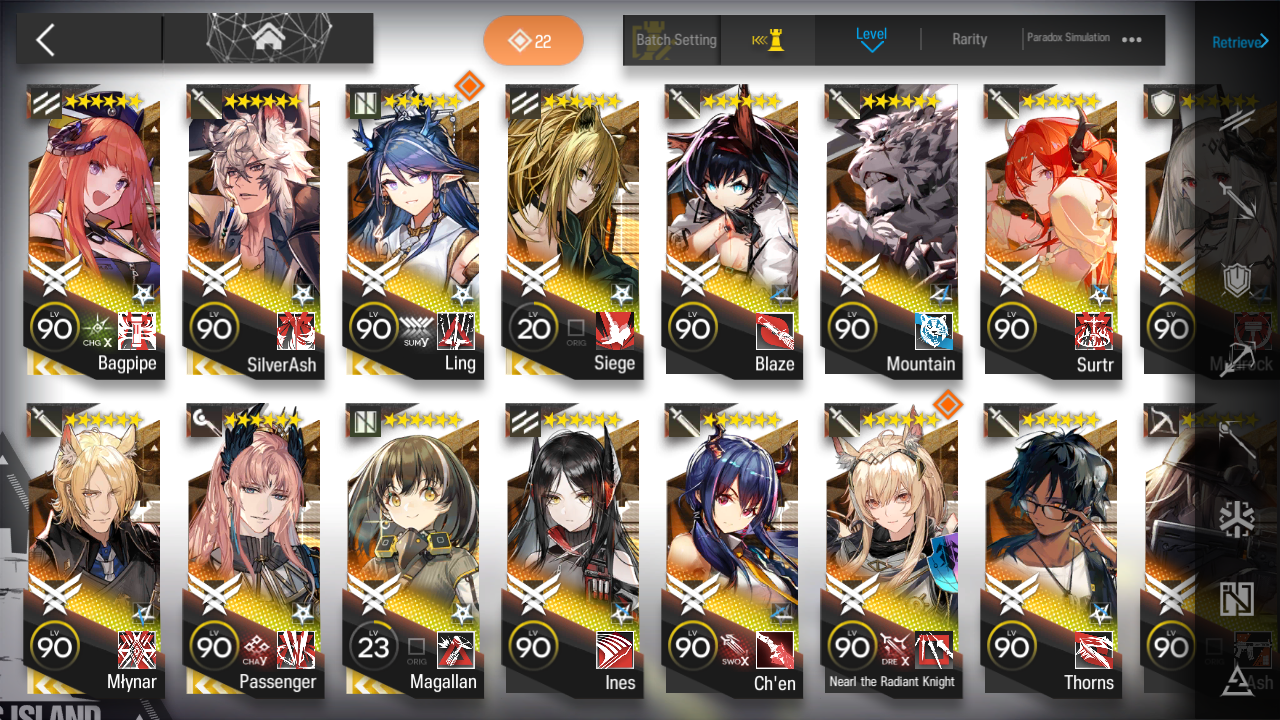 22
Batch Setting
Level
Rarity
Paradox Simulation
Retrieve
LV 90 CHG X Bagpipe
LV 90 SilverAsh
LV 90 SUM Y Ling
LV 20 ORIG Siege
LV 90 Blaze
LV 90 Mountain
LV 90 Surtr
LV 90 Mudrock
LV 90 Młynar
LV 90 CHA Y Passenger
LV 23 ORIG Magallan
LV 90 Ines
LV 90 SWO X Ch'en
LV 90 DRE X Nearl the Radiant Knight
LV 90 Thorns
LV 90 Ash
S ISLAND